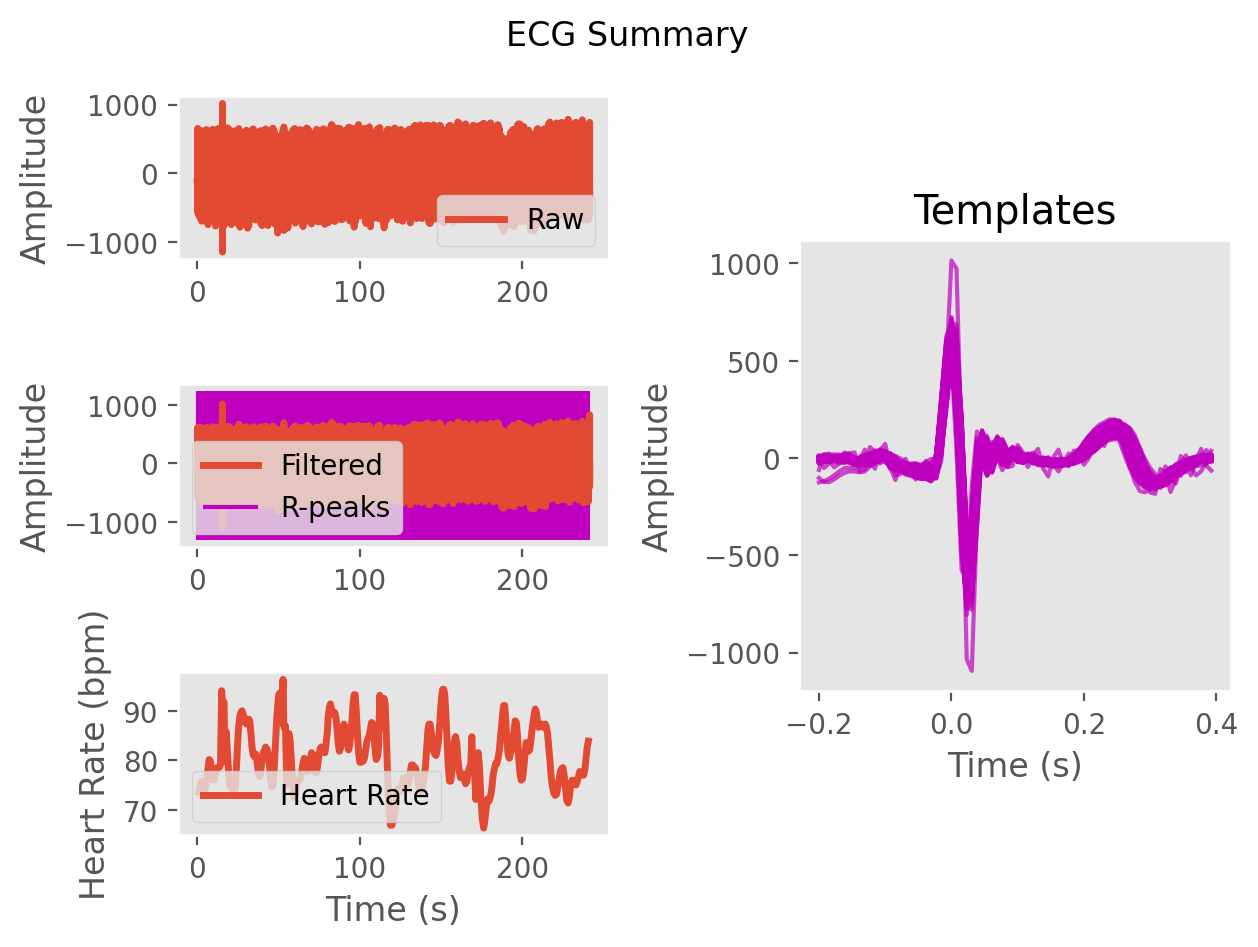 ECG Summary
Amplitude
1000
0
−1000
Raw
0 100 200
Amplitude
1000
0
−1000
Filtered
R-peaks
0 100 200
Heart Rate (bpm)
90
80
70
Heart Rate
0 100 200
Time (s)
Templates
Amplitude
1000
500
0
−500
−1000
−0.2 0.0 0.2 0.4
Time (s)